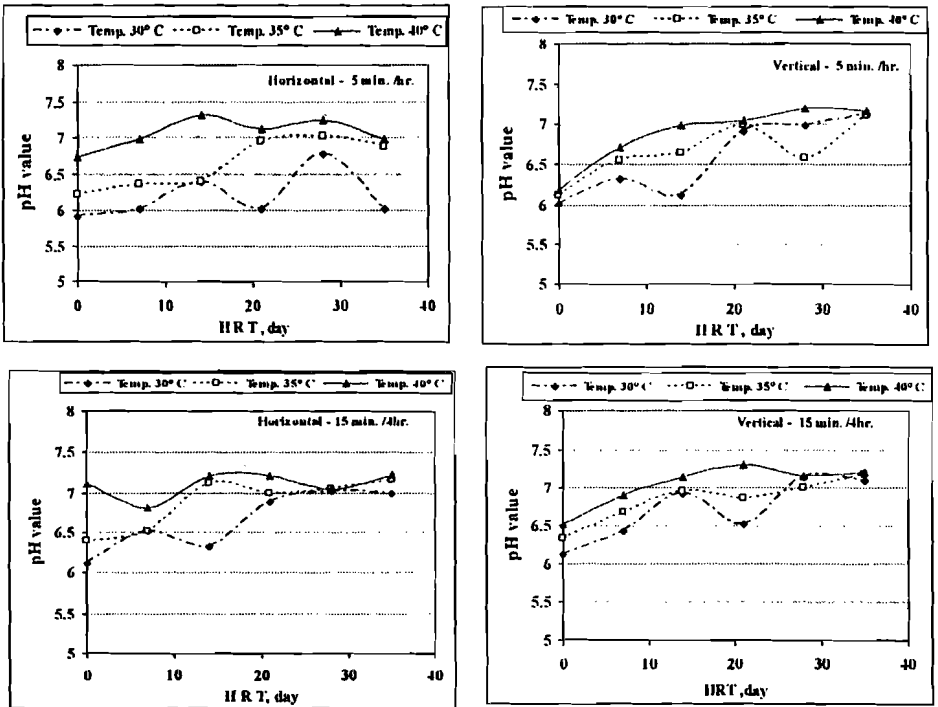 Temp. 30° C Temp. 35° C Temp. 40° C
Horizontal - 5 min. /hr.
8
7.5
7
6.5
6
5.5
5
pH value
0 10 20 30 40
HRT, day
Temp. 30° C Temp. 35° C Temp. 40° C
Vertical - 5 min. /hr.
8
7.5
7
6.5
6
5.5
5
pH value
0 10 20 30 40
HRT, day
Temp. 30° C Temp. 35° C Temp. 40° C
Horizontal - 15 min. /4hr.
8
7.5
7
6.5
6
5.5
5
pH value
0 10 20 30 40
H R T, day
Temp. 30° C Temp. 35° C Temp. 40° C
Vertical - 15 min. /4hr.
8
7.5
7
6.5
6
5.5
5
pH value
0 10 20 30 40
HRT ,day